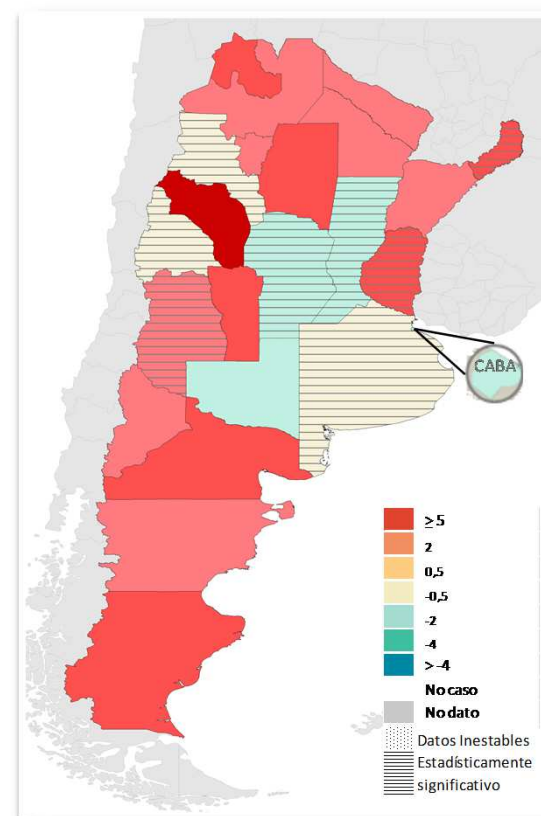 CABA
≥ 5
2
0,5
-0,5
-2
-4
> -4
No caso
No dato
Datos Inestables
Estadísticamente
significativo